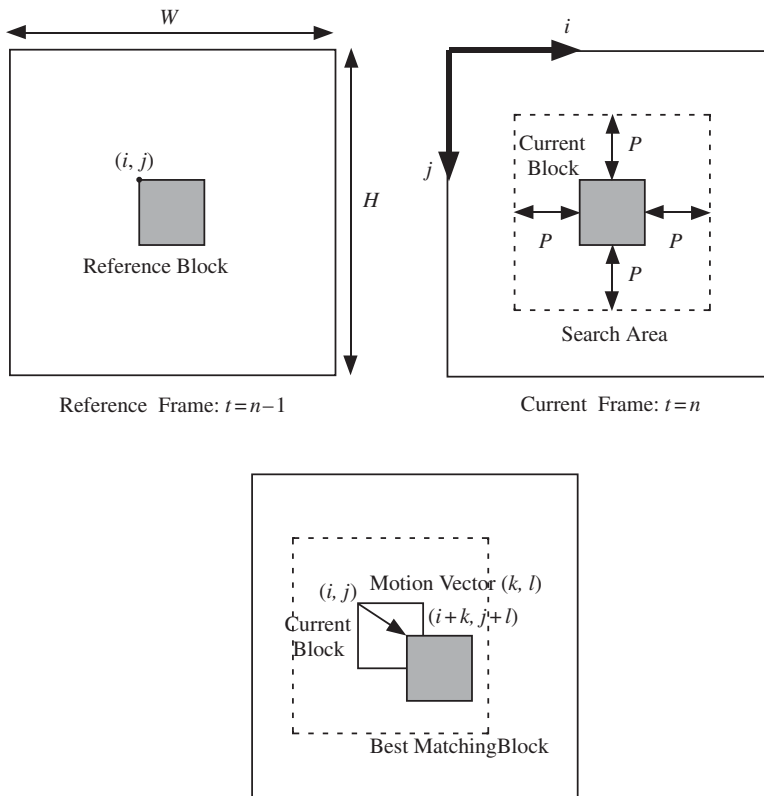 W
i
(i, j)
H
Reference Block
j
Current
Block
P
P
P
P
Search Area
Reference Frame: t=n–1
Current Frame: t=n
(i, j)
Motion Vector (k, l)
(i+k, j+l)
Current
Block
Best MatchingBlock